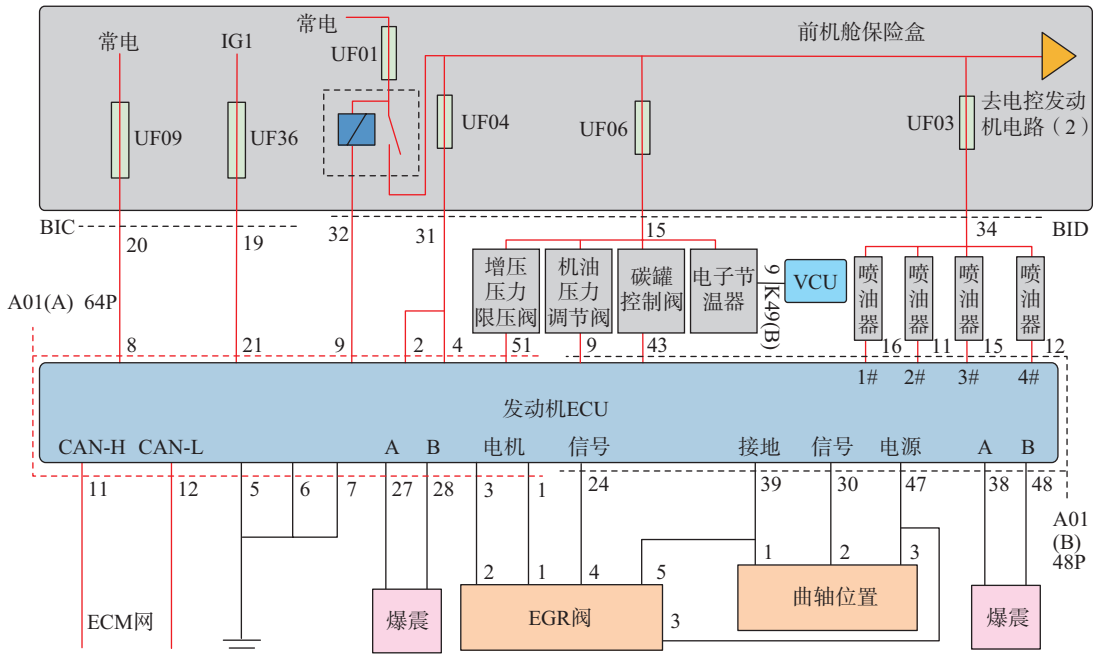 常电
IG1
常电
UF01
前机舱保险盒
UF09
UF36
UF04
UF06
UF03
去电控发动
机电路（2）
BIC
20
19
32
31
15
34
BID
A01(A) 64P
增压
压力
限压阀
机油
压力
调节阀
碳罐
控制阀
电子节
温器
9 K49(B)
VCU
喷油器
喷油器
喷油器
喷油器
8
21
9
2
4
51
9
43
16
11
15
12
1#
2#
3#
4#
发动机ECU
CAN-H
CAN-L
A
B
电机
信号
接地
信号
电源
A
B
11
12
5
6
7
27
28
3
1
24
39
30
47
38
48
A01
(B)
48P
2
1
4
5
1
2
3
ECM网
爆震
EGR阀
3
曲轴位置
爆震